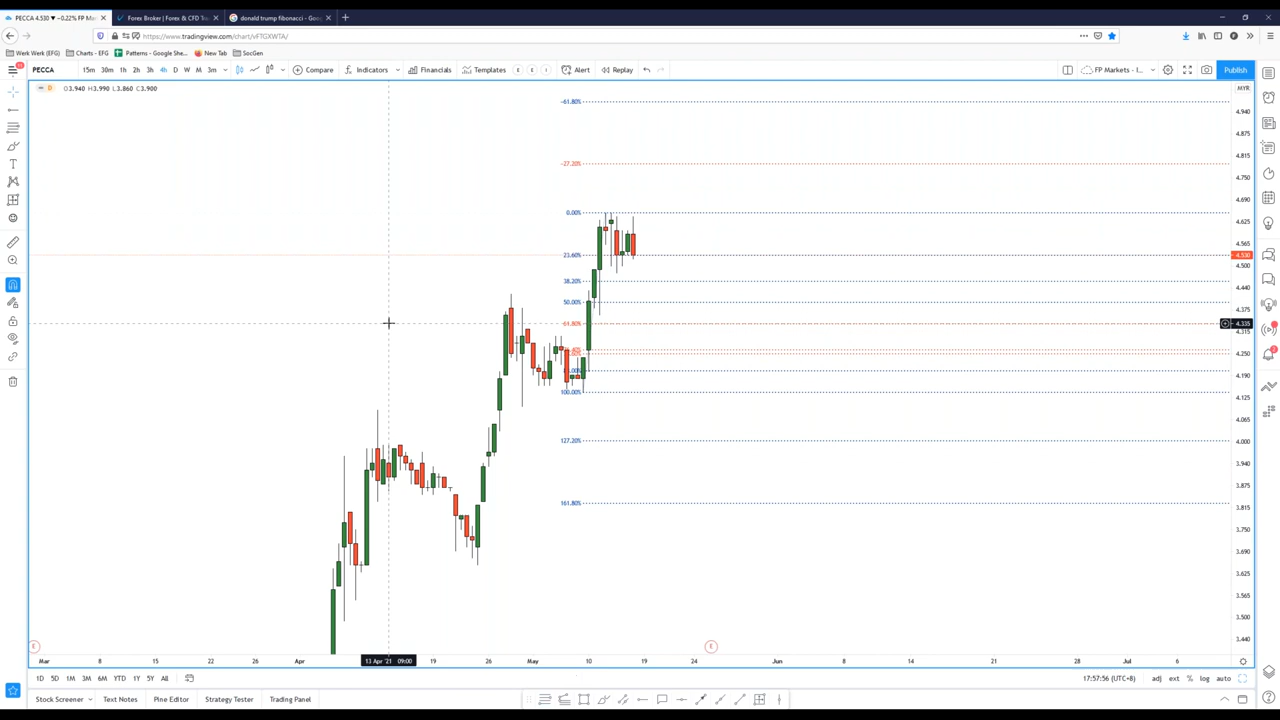 PECCA 4.530 ▼ −0.22% FP Ma
Forex Broker | Forex & CFD Tra
donald trump fibonacci - Goog
https://www.tradingview.com/chart/vFTGXWTA/
Werk Werk (EHG)
Charts - EFG
Patterns - Google She...
New Tab
SocGen
PECCA
15m
30m
1h
2h
3h
4h
D
W
M
3m
Compare
Indicators
Financials
Templates
Alert
Replay
FP Markets - I...
Publish
D
O3.940 H3.990 L3.860 C3.900
MYR
-61.80%
-27.20%
0.00%
23.60%
38.20%
50.00%
61.80%
100.00%
127.20%
161.80%
4.940
4.875
4.815
4.750
4.690
4.625
4.565
4.530
4.500
4.440
4.375
4.335
4.315
4.250
4.190
4.125
4.065
4.000
3.940
3.875
3.815
3.750
3.690
3.625
3.565
3.500
3.440
E
E
Mar
8
15
22
26
Apr
13 Apr '21 09:00
19
26
May
10
19
24
Jun
8
14
21
28
Jul
6
1D
5D
1M
3M
6M
YTD
1Y
5Y
All
17:57:56 (UTC+8)
adj
ext
%
log
auto
Stock Screener
Text Notes
Pine Editor
Strategy Tester
Trading Panel